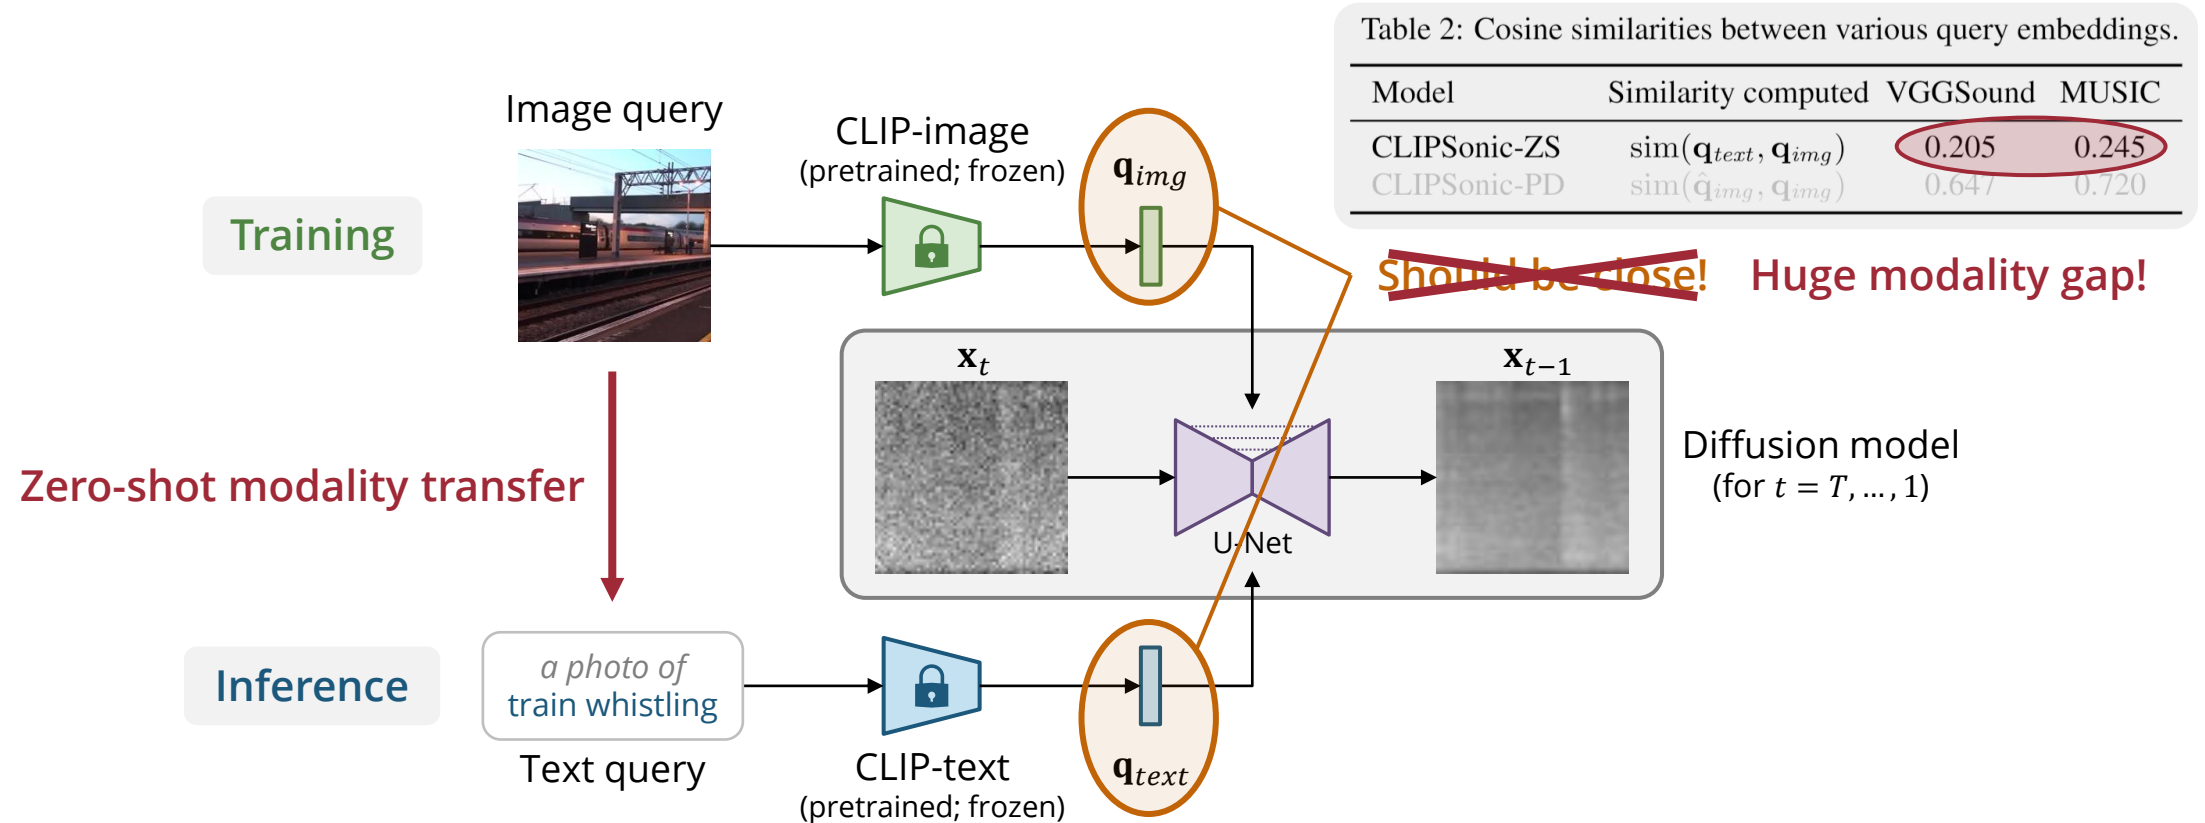 Table 2: Cosine similarities between various query embeddings.
Model Similarity computed VGGSound MUSIC
CLIPSonic-ZS sim(q_text, q_img) 0.205 0.245
CLIPSonic-PD sim(q̂_img, q_img) 0.647 0.720
Should be close! Huge modality gap!
Image query
CLIP-image
(pretrained; frozen)
q_img
Training
x_t
x_{t−1}
U-Net
Diffusion model
(for t = T, ..., 1)
Zero-shot modality transfer
Inference
a photo of
train whistling
Text query
CLIP-text
(pretrained; frozen)
q_text